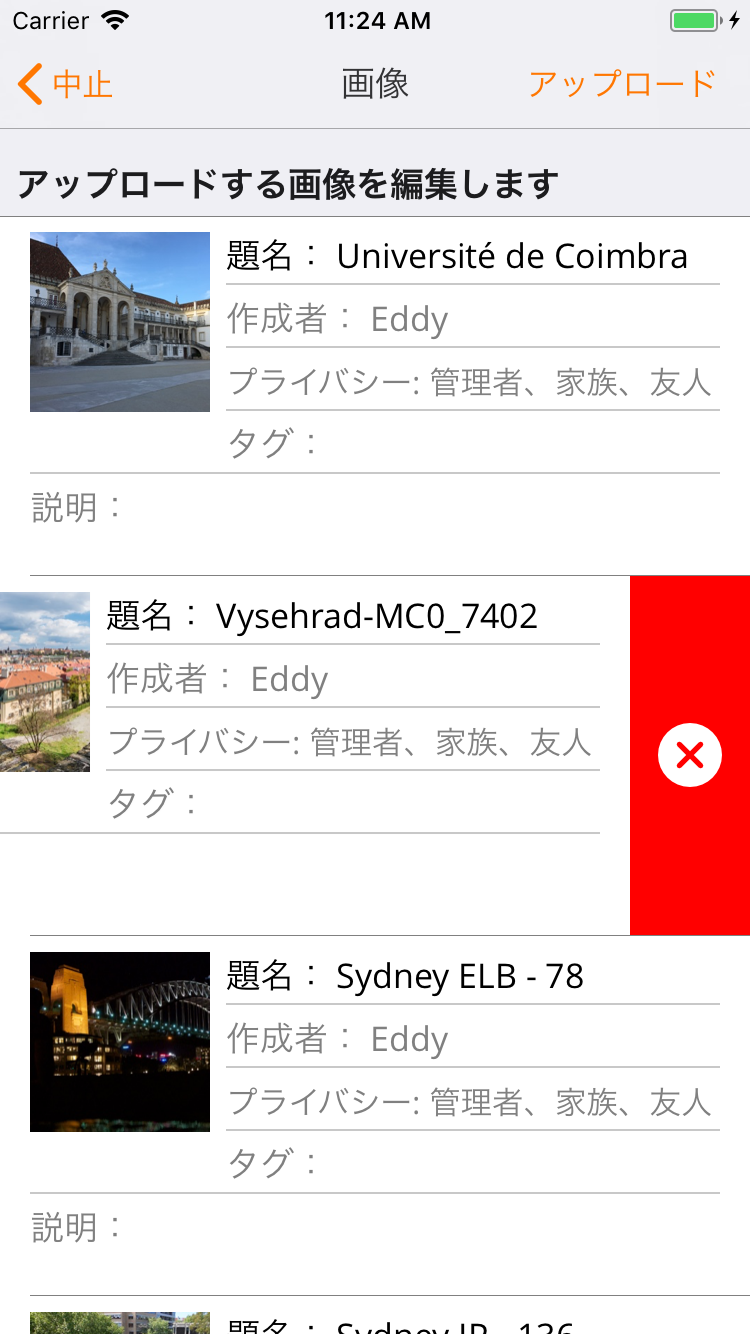 Carrier 11:24 AM
中止 画像 アップロード
アップロードする画像を編集します
題名： Université de Coimbra
作成者： Eddy
プライバシー: 管理者、家族、友人
タグ：
説明：
題名： Vysehrad-MC0_7402
作成者： Eddy
プライバシー: 管理者、家族、友人
タグ：
題名： Sydney ELB - 78
作成者： Eddy
プライバシー: 管理者、家族、友人
タグ：
説明：
題名： Sydney JP - 136